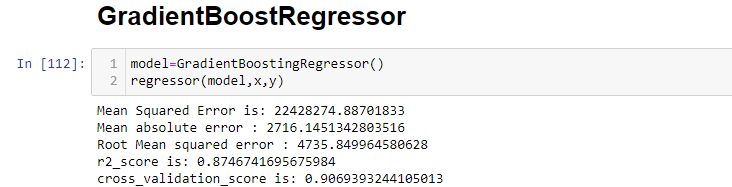 GradientBoostRegressor
In [112]:
1 model=GradientBoostingRegressor()
2 regressor(model,x,y)
Mean Squared Error is: 22428274.88701833
Mean absolute error : 2716.1451342803516
Root Mean squared error : 4735.849964580628
r2_score is: 0.8746741695675984
cross_validation_score is: 0.9069393244105013